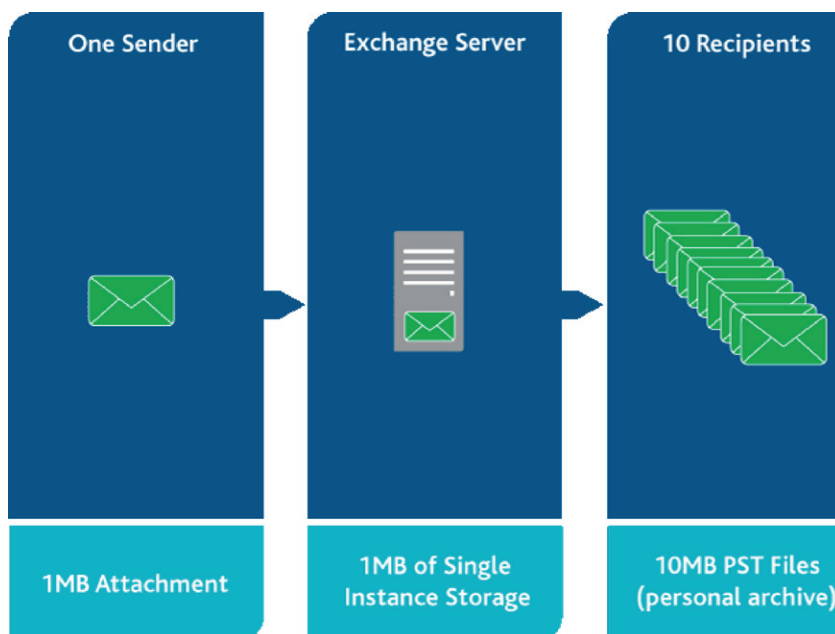 One Sender
Exchange Server
10 Recipients
1MB Attachment
1MB of Single
Instance Storage
10MB PST Files
(personal archive)